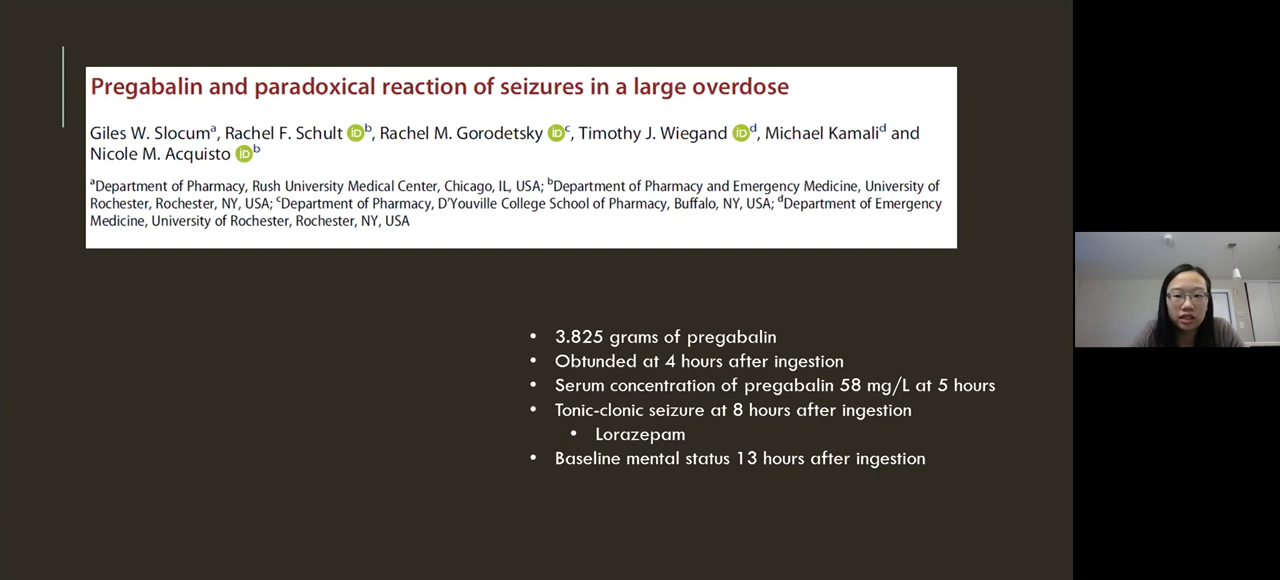 Pregabalin and paradoxical reaction of seizures in a large overdose
Giles W. Slocumᵃ, Rachel F. Schult iD ᵇ, Rachel M. Gorodetsky iD ᶜ, Timothy J. Wiegand iD ᵈ, Michael Kamaliᵈ and
Nicole M. Acquisto iD ᵇ
ᵃDepartment of Pharmacy, Rush University Medical Center, Chicago, IL, USA; ᵇDepartment of Pharmacy and Emergency Medicine, University of
Rochester, Rochester, NY, USA; ᶜDepartment of Pharmacy, D'Youville College School of Pharmacy, Buffalo, NY, USA; ᵈDepartment of Emergency
Medicine, University of Rochester, Rochester, NY, USA
• 3.825 grams of pregabalin
• Obtunded at 4 hours after ingestion
• Serum concentration of pregabalin 58 mg/L at 5 hours
• Tonic-clonic seizure at 8 hours after ingestion
• Lorazepam
• Baseline mental status 13 hours after ingestion